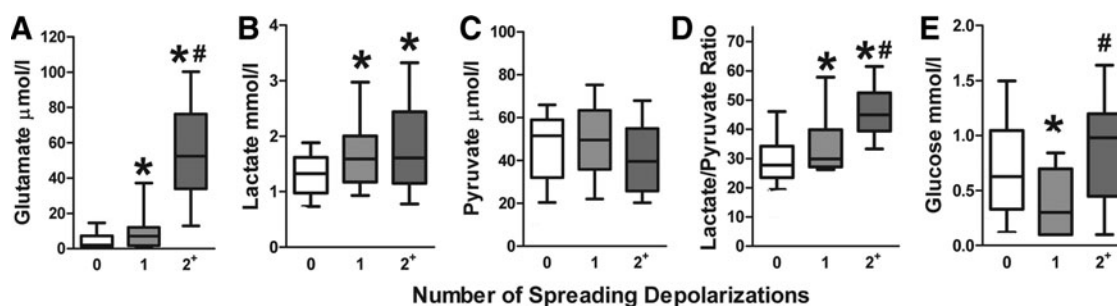 A
Glutamate μmol/l
120
100
80
60
40
20
0
*
*#
0 1 2+
B
Lactate mmol/l
4
3
2
1
0
*
*
0 1 2+
C
Pyruvate μmol/l
100
80
60
40
20
0
0 1 2+
D
Lactate/Pyruvate Ratio
70
60
50
40
30
20
10
0
*
*#
0 1 2+
E
Glucose mmol/l
2.0
1.5
1.0
0.5
0.0
*
#
0 1 2+
Number of Spreading Depolarizations